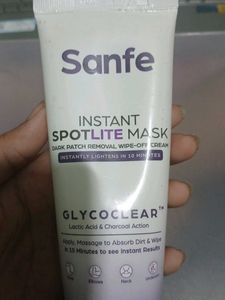 Sanfe
INSTANT
SPOTLITE MASK
DARK PATCH REMOVAL WIPE-OFF CREAM
INSTANTLY LIGHTENS IN 10 MINUTES
GLYCOCLEAR™
Lactic Acid & Charcoal Action
Apply, Massage to Absorb Dirt & Wipe
in 10 Minutes to see Instant Results
Elbows Neck